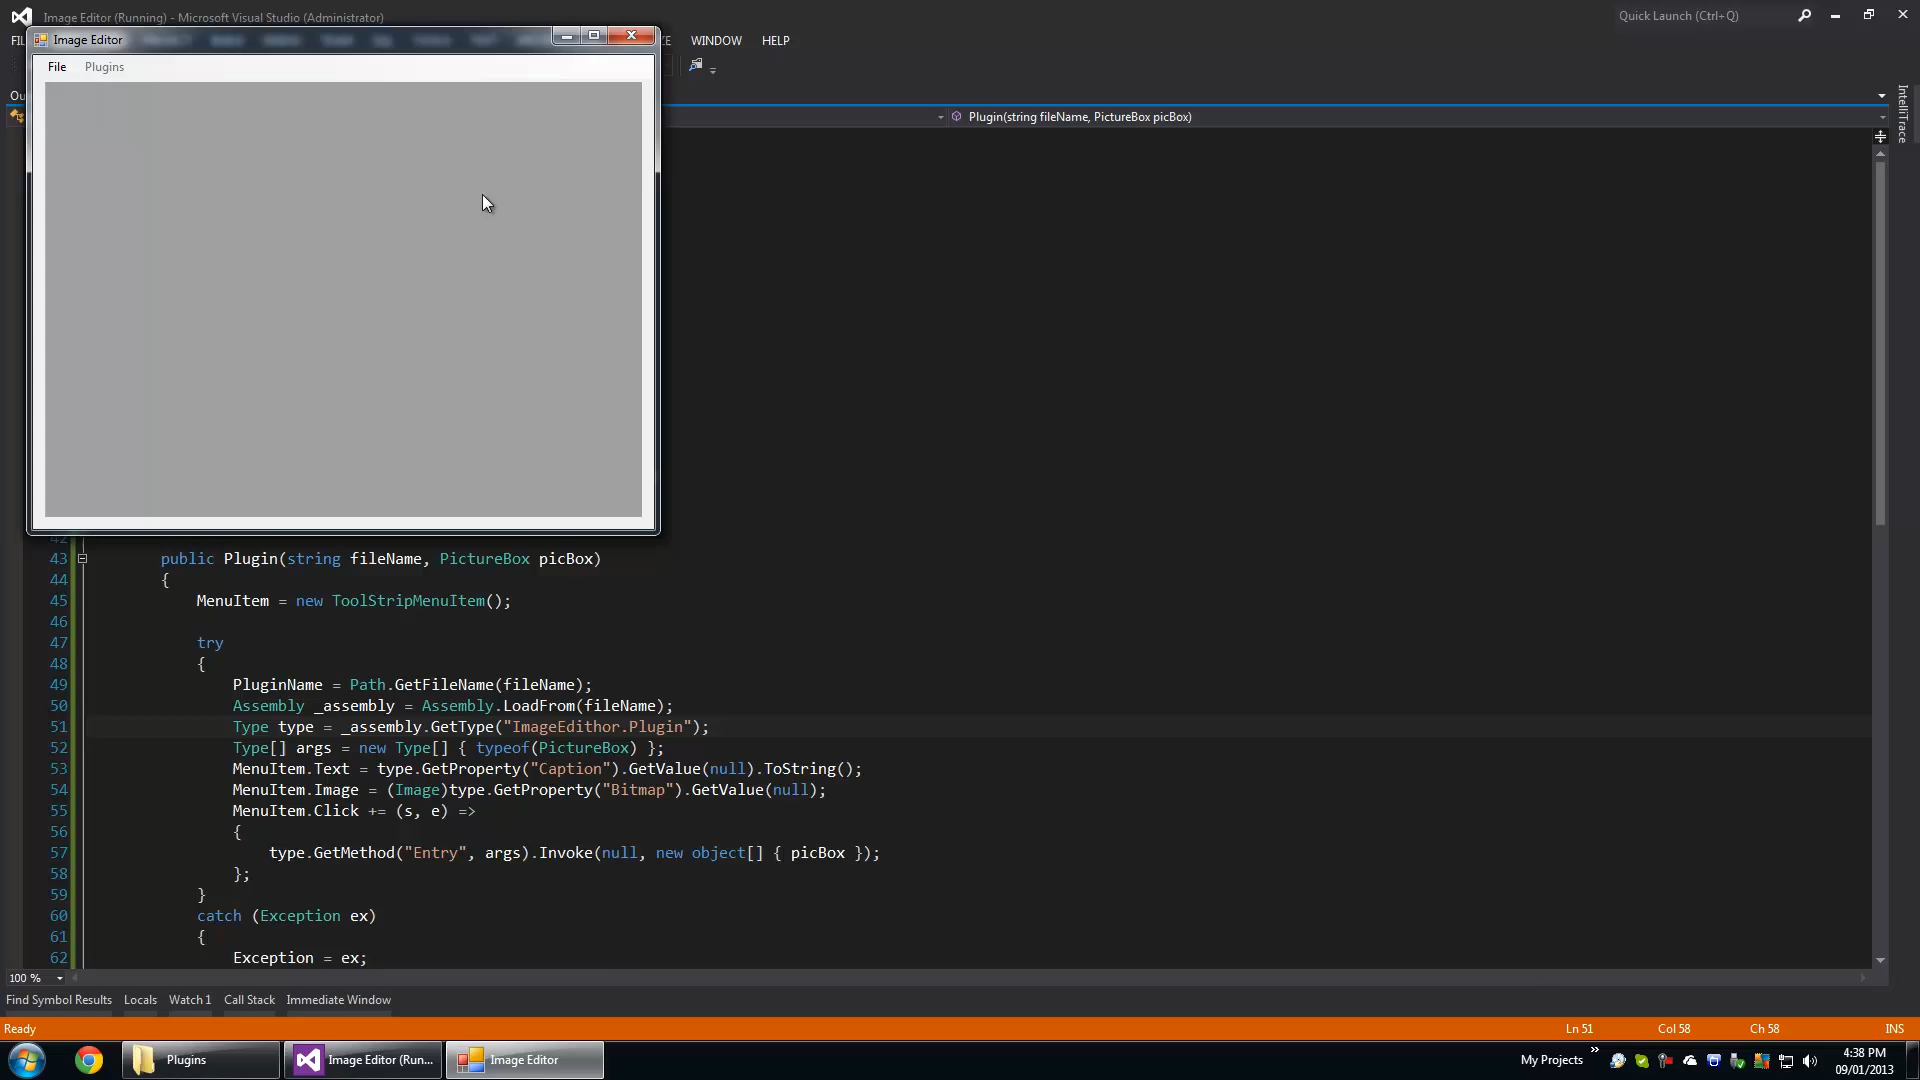 Image Editor (Running) - Microsoft Visual Studio (Administrator)
Quick Launch (Ctrl+Q)
Image Editor
WINDOW HELP
File Plugins
Plugin(string fileName, PictureBox picBox)
IntelliTrace
42
43 public Plugin(string fileName, PictureBox picBox)
44 {
45 MenuItem = new ToolStripMenuItem();
46
47 try
48 {
49 PluginName = Path.GetFileName(fileName);
50 Assembly _assembly = Assembly.LoadFrom(fileName);
51 Type type = _assembly.GetType("ImageEdithor.Plugin");
52 Type[] args = new Type[] { typeof(PictureBox) };
53 MenuItem.Text = type.GetProperty("Caption").GetValue(null).ToString();
54 MenuItem.Image = (Image)type.GetProperty("Bitmap").GetValue(null);
55 MenuItem.Click += (s, e) =>
56 {
57 type.GetMethod("Entry", args).Invoke(null, new object[] { picBox });
58 };
59 }
60 catch (Exception ex)
61 {
62 Exception = ex;
100 %
Find Symbol Results Locals Watch 1 Call Stack Immediate Window
Ready Ln 51 Col 58 Ch 58 INS
Plugins Image Editor (Run... Image Editor My Projects » 4:38 PM
09/01/2013